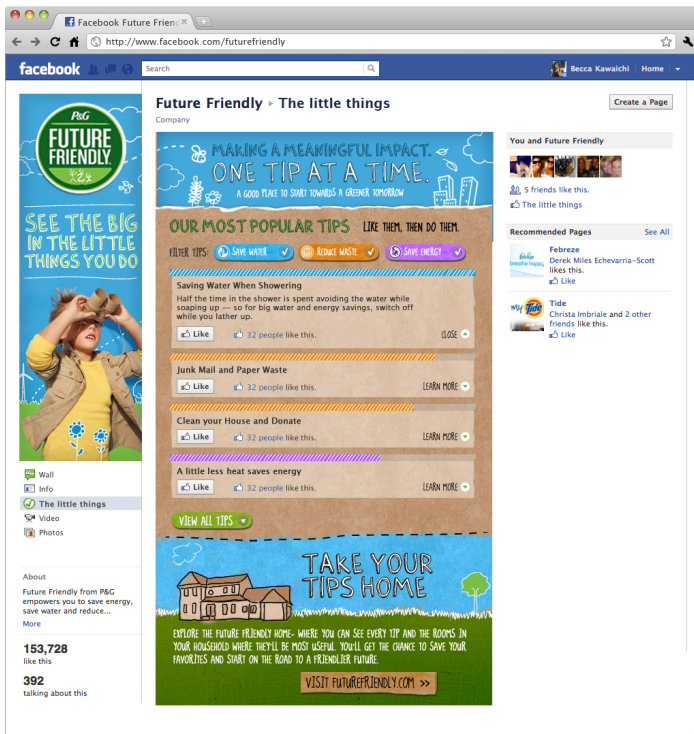 Facebook Future Friend
http://www.facebook.com/futurefriendly
facebook
Search
Becca Kawaichi
Home
P&G
FUTURE
FRIENDLY
SEE THE BIG
IN THE LITTLE
THINGS YOU DO
Wall
Info
The little things
Video
Photos
About
Future Friendly from P&G
empowers you to save energy,
save water and reduce...
More
153,728
like this
392
talking about this
Future Friendly ▸ The little things
Company
MAKING A MEANINGFUL IMPACT.
ONE TIP AT A TIME.
A GOOD PLACE TO START TOWARDS A GREENER TOMORROW
OUR MOST POPULAR TIPS LIKE THEM, THEN DO THEM.
FILTER TIPS: SAVE WATER REDUCE WASTE SAVE ENERGY
Saving Water When Showering
Half the time in the shower is spent avoiding the water while
soaping up -- so for big water and energy savings, switch off
while you lather up.
Like 32 people like this. CLOSE
Junk Mail and Paper Waste
Like 32 people like this. LEARN MORE
Clean your House and Donate
Like 32 people like this. LEARN MORE
A little less heat saves energy
Like 32 people like this. LEARN MORE
VIEW ALL TIPS
TAKE YOUR
TIPS HOME
EXPLORE THE FUTURE FRIENDLY HOME- WHERE YOU CAN SEE EVERY TIP AND THE ROOMS IN
YOUR HOUSEHOLD WHERE THEY'LL BE MOST USEFUL. YOU'LL GET THE CHANCE TO SAVE YOUR
FAVORITES AND START ON THE ROAD TO A FRIENDLIER FUTURE.
VISIT FUTUREFRIENDLY.COM >>
Create a Page
You and Future Friendly
5 friends like this.
The little things
Recommended Pages See All
Febreze
Derek Miles Echevarria-Scott
likes this.
Like
febreze
breathe happy
Tide
Christa Imbriale and 2 other
friends like this.
Like
MY Tide